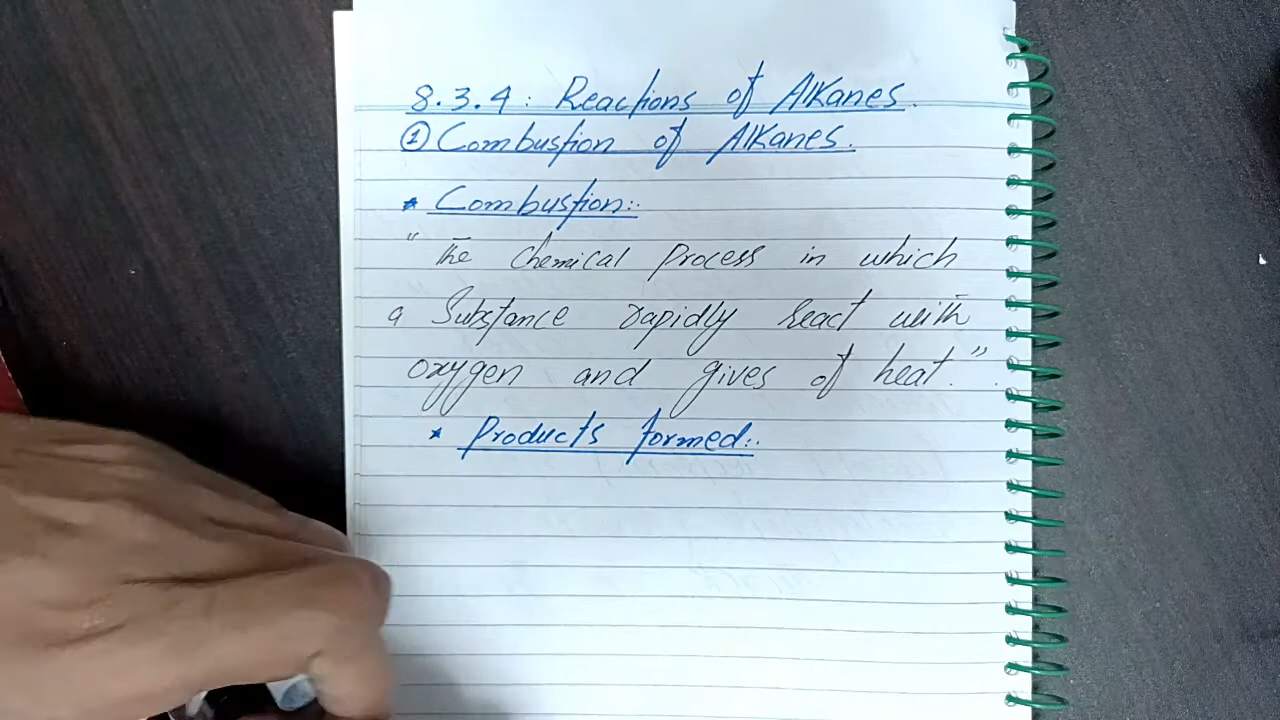 8.3.4: Reactions of Alkanes.
① Combustion of Alkanes.
* Combustion:.
"The Chemical Process in which
a Substance rapidly react with
oxygen and gives of heat.".
* Products formed:.